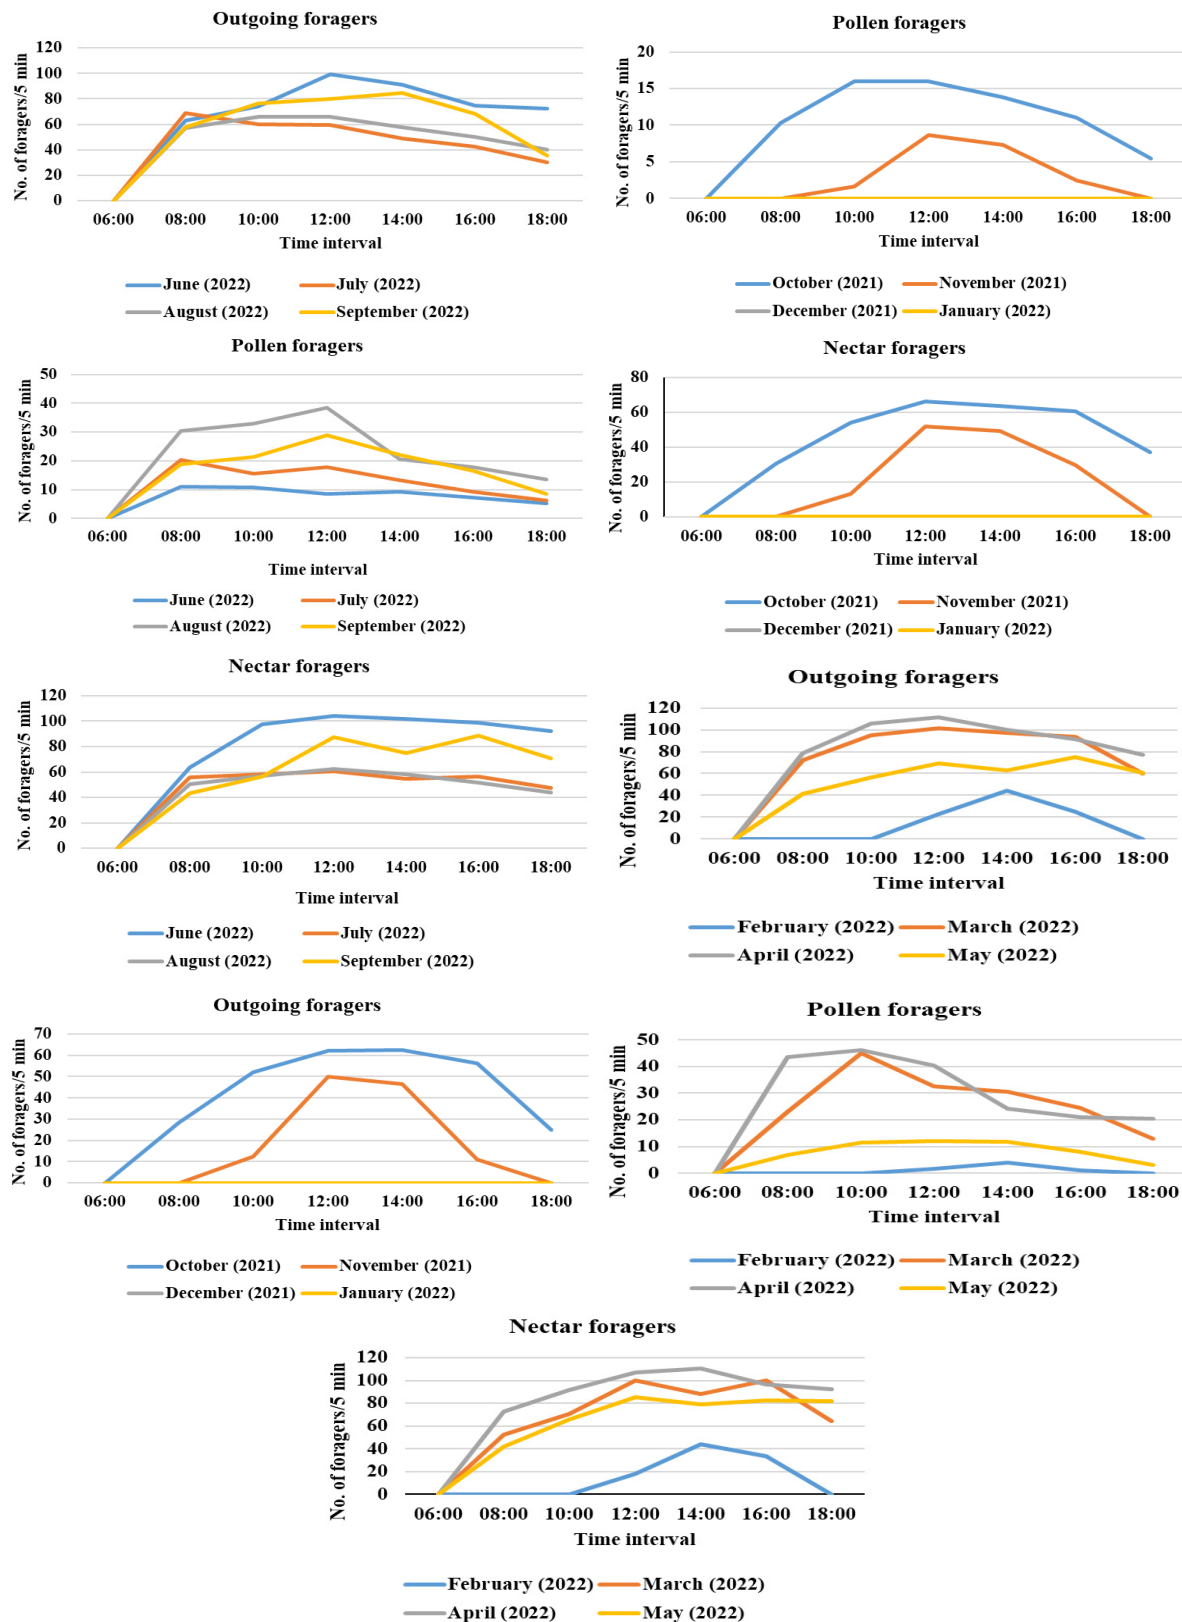 Outgoing foragers
No. of foragers/5 min
120
100
80
60
40
20
0
06:00 08:00 10:00 12:00 14:00 16:00 18:00
Time interval
June (2022) July (2022)
August (2022) September (2022)
Pollen foragers
No. of foragers/5 min
20
15
10
5
0
06:00 08:00 10:00 12:00 14:00 16:00 18:00
Time interval
October (2021) November (2021)
December (2021) January (2022)
Pollen foragers
No. of foragers/5 min
50
40
30
20
10
0
06:00 08:00 10:00 12:00 14:00 16:00 18:00
Time interval
June (2022) July (2022)
August (2022) September (2022)
Nectar foragers
No. of foragers/5 min
80
60
40
20
0
06:00 08:00 10:00 12:00 14:00 16:00 18:00
Time interval
October (2021) November (2021)
December (2021) January (2022)
Nectar foragers
No. of foragers/5 min
120
100
80
60
40
20
0
06:00 08:00 10:00 12:00 14:00 16:00 18:00
Time interval
June (2022) July (2022)
August (2022) September (2022)
Outgoing foragers
No. of foragers/5 min
120
100
80
60
40
20
0
06:00 08:00 10:00 12:00 14:00 16:00 18:00
Time interval
February (2022) March (2022)
April (2022) May (2022)
Outgoing foragers
No. of foragers/5 min
70
60
50
40
30
20
10
0
06:00 08:00 10:00 12:00 14:00 16:00 18:00
Time interval
October (2021) November (2021)
December (2021) January (2022)
Pollen foragers
No. of foragers/5 min
50
40
30
20
10
0
06:00 08:00 10:00 12:00 14:00 16:00 18:00
Time interval
February (2022) March (2022)
April (2022) May (2022)
Nectar foragers
No. of foragers/5 min
120
100
80
60
40
20
0
06:00 08:00 10:00 12:00 14:00 16:00 18:00
Time interval
February (2022) March (2022)
April (2022) May (2022)